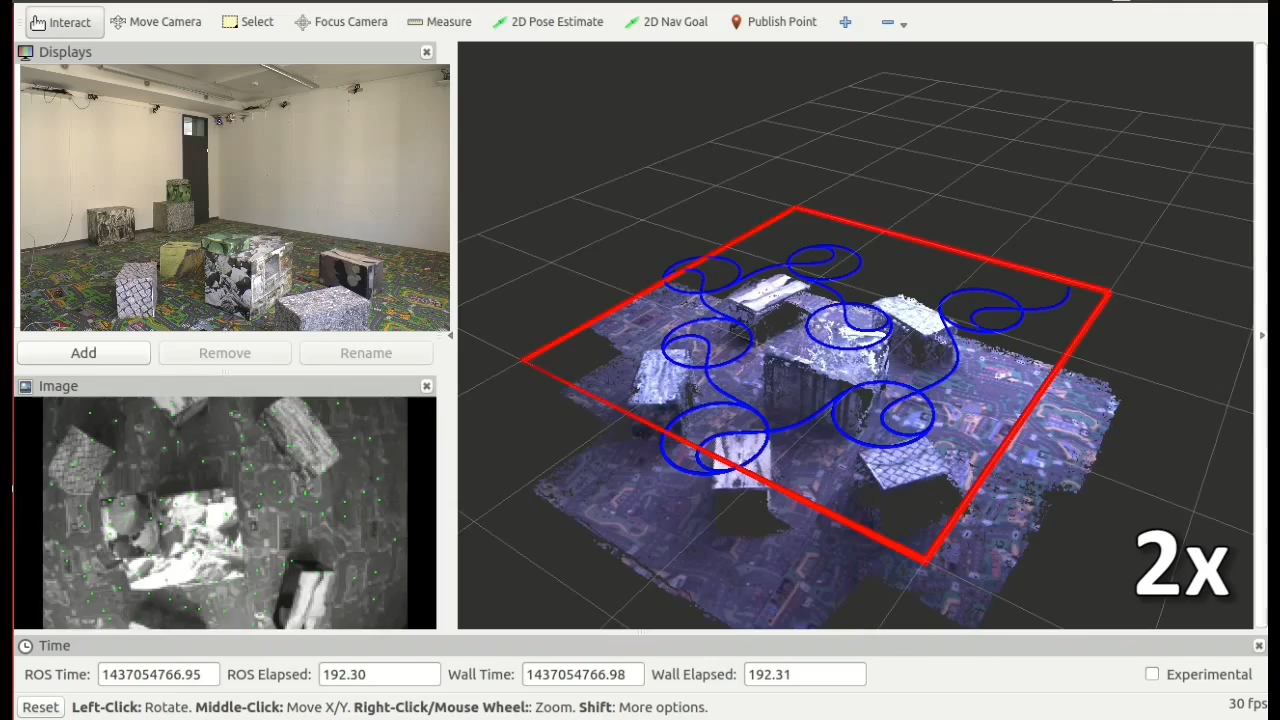 Interact Move Camera Select Focus Camera Measure 2D Pose Estimate 2D Nav Goal Publish Point
Displays
Add Remove Rename
Image
2x
Time
ROS Time: 1437054766.95 ROS Elapsed: 192.30 Wall Time: 1437054766.98 Wall Elapsed: 192.31 Experimental
Reset Left-Click: Rotate. Middle-Click: Move X/Y. Right-Click/Mouse Wheel:: Zoom. Shift: More options. 30 fps